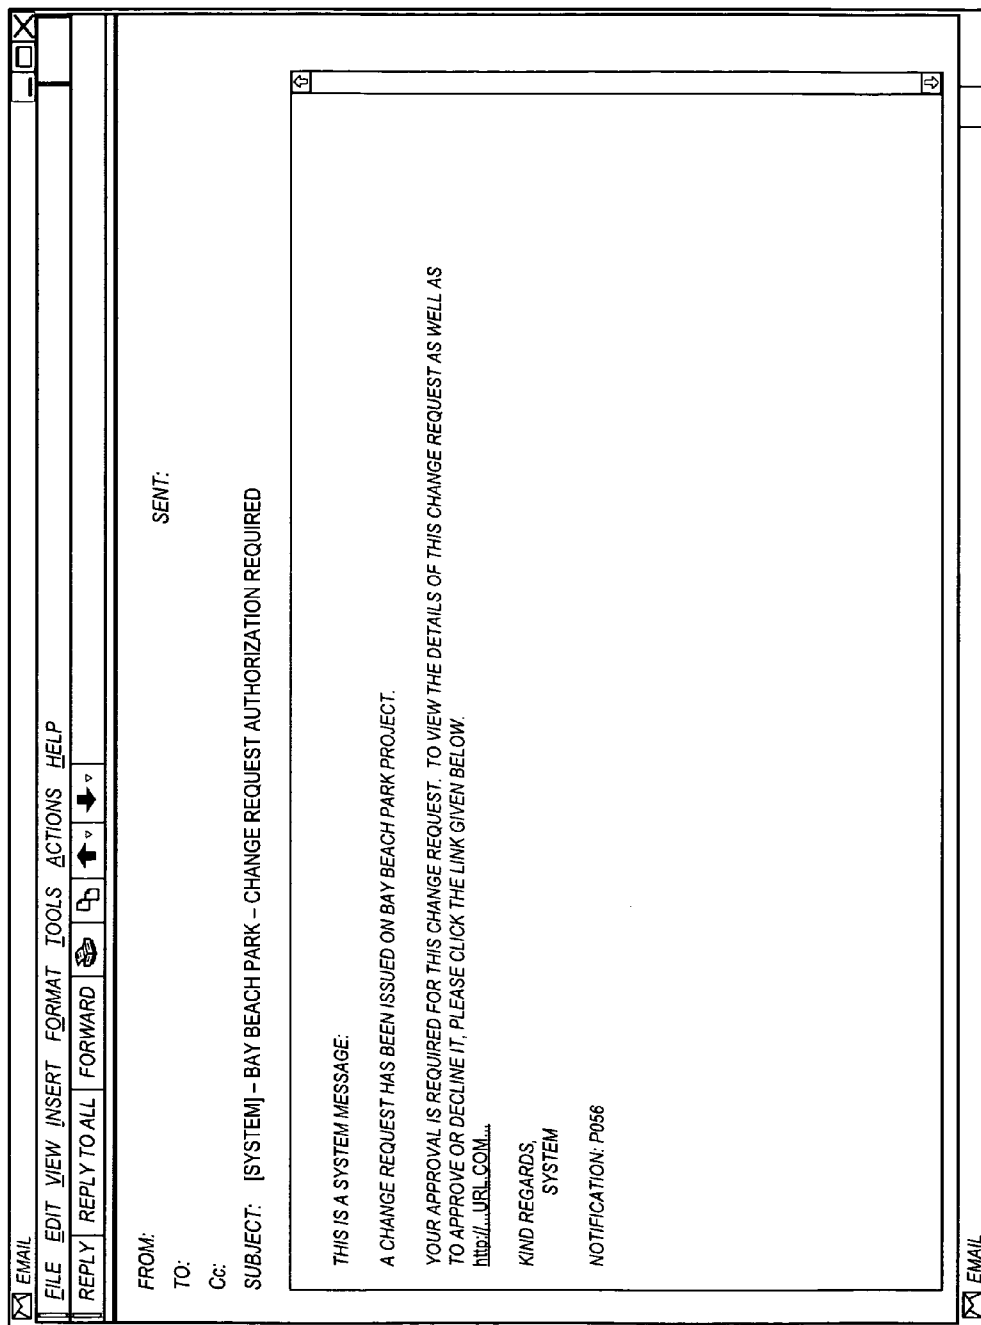 EMAIL
FILE EDIT VIEW INSERT FORMAT TOOLS ACTIONS HELP
REPLY REPLY TO ALL FORWARD
FROM:
SENT:
TO:
Cc:
SUBJECT: [SYSTEM] – BAY BEACH PARK – CHANGE REQUEST AUTHORIZATION REQUIRED
THIS IS A SYSTEM MESSAGE:
A CHANGE REQUEST HAS BEEN ISSUED ON BAY BEACH PARK PROJECT.
YOUR APPROVAL IS REQUIRED FOR THIS CHANGE REQUEST. TO VIEW THE DETAILS OF THIS CHANGE REQUEST AS WELL AS
TO APPROVE OR DECLINE IT, PLEASE CLICK THE LINK GIVEN BELOW.
http://...URL.COM...
KIND REGARDS,
SYSTEM
NOTIFICATION: P056
EMAIL